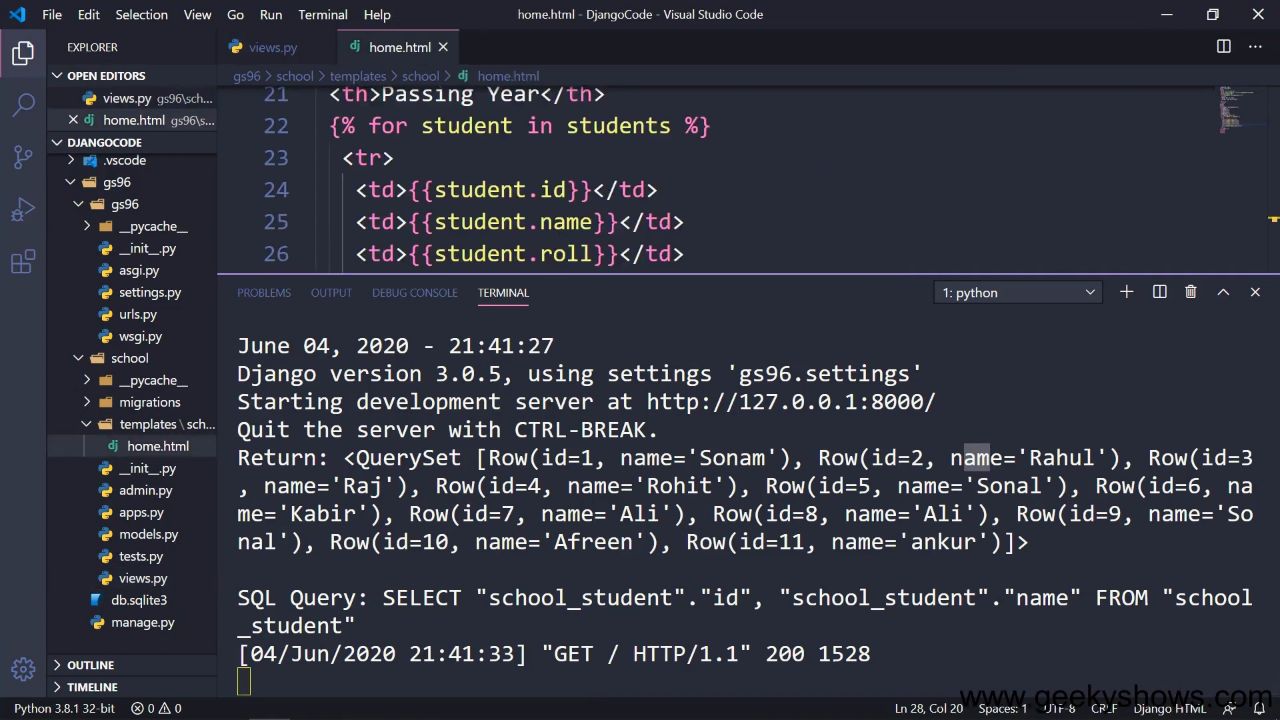 File Edit Selection View Go Run Terminal Help home.html - DjangoCode - Visual Studio Code
EXPLORER
views.py home.html
OPEN EDITORS
views.py gs96\sc...
home.html gs96\s...
DJANGOCODE
.vscode
gs96
gs96
__pycache__
__init__.py
asgi.py
settings.py
urls.py
wsgi.py
school
__pycache__
migrations
templates \ sch...
home.html
__init__.py
admin.py
apps.py
models.py
tests.py
views.py
db.sqlite3
manage.py
OUTLINE
TIMELINE
gs96 › school › templates › school › home.html
21 <th>Passing Year</th>
22 {% for student in students %}
23 <tr>
24 <td>{{student.id}}</td>
25 <td>{{student.name}}</td>
26 <td>{{student.roll}}</td>
PROBLEMS OUTPUT DEBUG CONSOLE TERMINAL 1: python
June 04, 2020 - 21:41:27
Django version 3.0.5, using settings 'gs96.settings'
Starting development server at http://127.0.0.1:8000/
Quit the server with CTRL-BREAK.
Return: <QuerySet [Row(id=1, name='Sonam'), Row(id=2, name='Rahul'), Row(id=3
, name='Raj'), Row(id=4, name='Rohit'), Row(id=5, name='Sonal'), Row(id=6, na
me='Kabir'), Row(id=7, name='Ali'), Row(id=8, name='Ali'), Row(id=9, name='So
nal'), Row(id=10, name='Afreen'), Row(id=11, name='ankur')]>
SQL Query: SELECT "school_student"."id", "school_student"."name" FROM "school
_student"
[04/Jun/2020 21:41:33] "GET / HTTP/1.1" 200 1528
www.geekyshows.com
Python 3.8.1 32-bit 0 0 Ln 28, Col 20 Spaces: 1 UTF-8 CRLF Django HTML